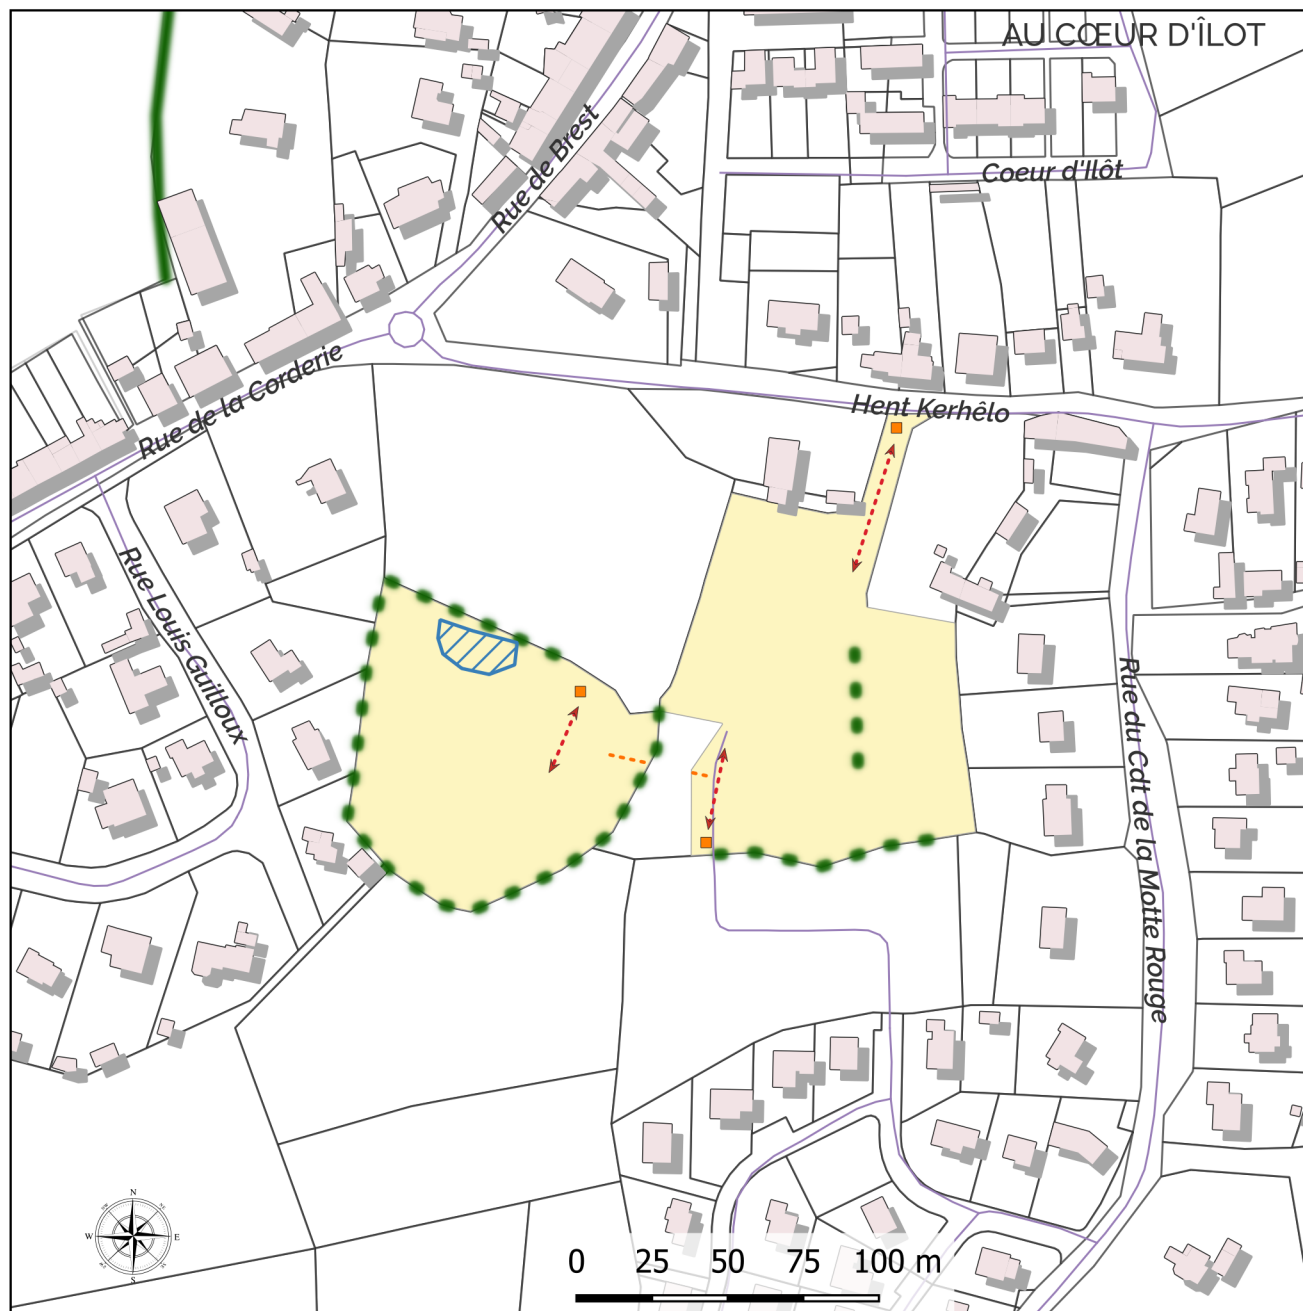 AU CŒUR D'ÎLOT
Rue de Brest
Coeur d'Ilôt
Rue de la Corderie
Hent Kerhêlo
Rue Louis Guilloux
Rue du Cdt de la Motte Rouge
N
W E
S
0 25 50 75 100 m